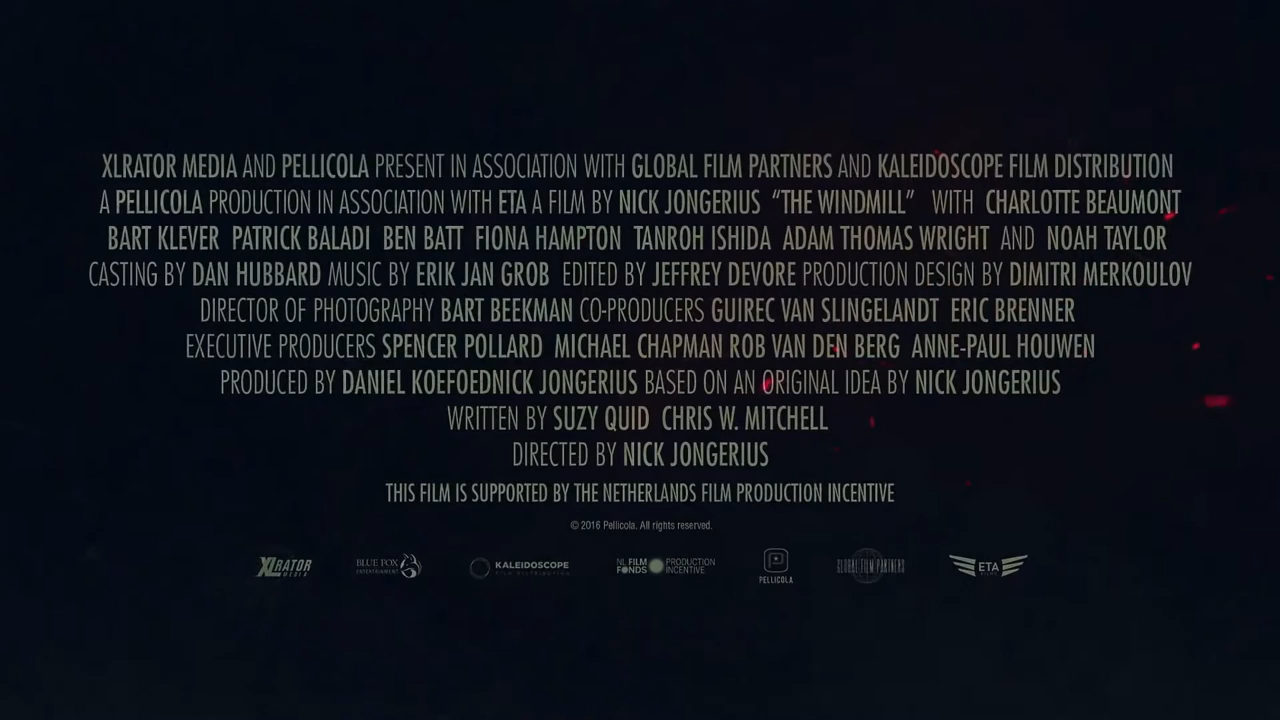 XLRATOR MEDIA AND PELLICOLA PRESENT IN ASSOCIATION WITH GLOBAL FILM PARTNERS AND KALEIDOSCOPE FILM DISTRIBUTION
A PELLICOLA PRODUCTION IN ASSOCIATION WITH ETA A FILM BY NICK JONGERIUS "THE WINDMILL" WITH CHARLOTTE BEAUMONT
BART KLEVER PATRICK BALADI BEN BATT FIONA HAMPTON TANROH ISHIDA ADAM THOMAS WRIGHT AND NOAH TAYLOR
CASTING BY DAN HUBBARD MUSIC BY ERIK JAN GROB EDITED BY JEFFREY DEVORE PRODUCTION DESIGN BY DIMITRI MERKOULOV
DIRECTOR OF PHOTOGRAPHY BART BEEKMAN CO-PRODUCERS GUIREC VAN SLINGELANDT ERIC BRENNER
EXECUTIVE PRODUCERS SPENCER POLLARD MICHAEL CHAPMAN ROB VAN DEN BERG ANNE-PAUL HOUWEN
PRODUCED BY DANIEL KOEFOEDNICK JONGERIUS BASED ON AN ORIGINAL IDEA BY NICK JONGERIUS
WRITTEN BY SUZY QUID CHRIS W. MITCHELL
DIRECTED BY NICK JONGERIUS
THIS FILM IS SUPPORTED BY THE NETHERLANDS FILM PRODUCTION INCENTIVE
© 2016 Pellicola. All rights reserved.
XLRATOR MEDIA
BLUE FOX ENTERTAINMENT
KALEIDOSCOPE FILM DISTRIBUTION
NL FILM FONDS PRODUCTION INCENTIVE
PELLICOLA
GLOBAL FILM PARTNERS
ETA